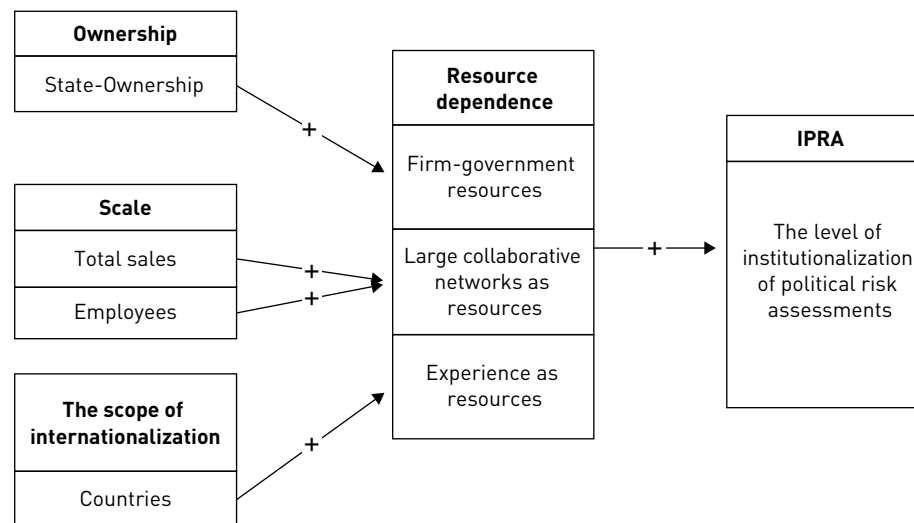 Ownership
State-Ownership
+
Scale
Total sales
+
Employees
+
The scope of
internationalization
Countries
+
Resource
dependence
Firm-government
resources
Large collaborative
networks as
resources
Experience as
resources
+
IPRA
The level of
institutionalization
of political risk
assessments